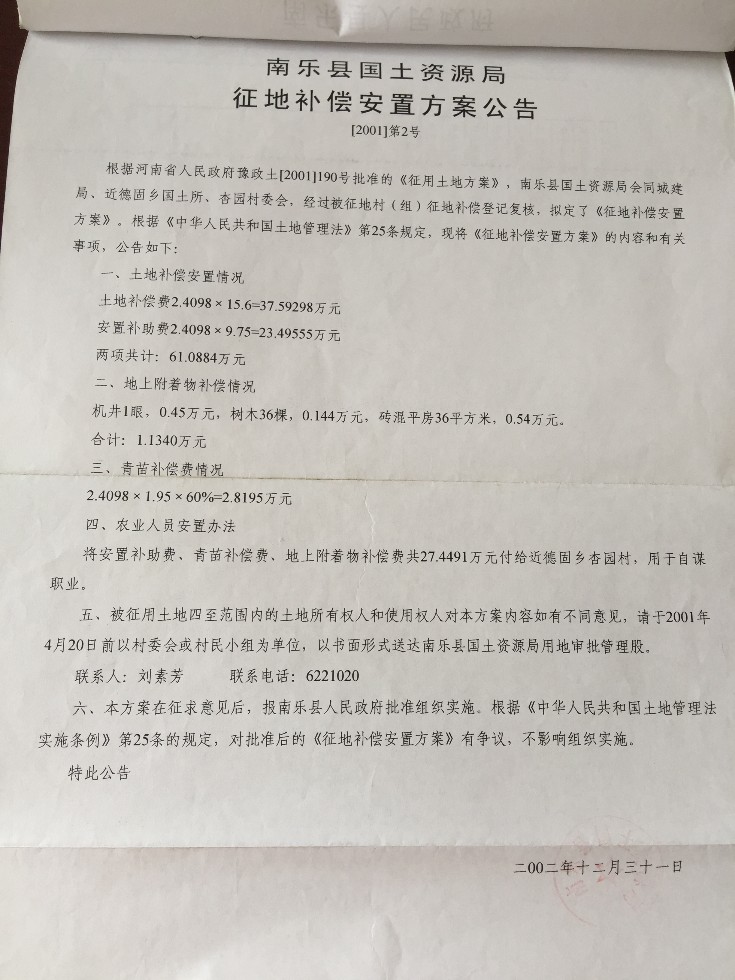 南乐县国土资源局
征地补偿安置方案公告
[2001]第2号
根据河南省人民政府豫政土[2001]190号批准的《征用土地方案》，南乐县国土资源局会同城建
局、近德固乡国土所、杏园村委会，经过被征地村（组）征地补偿登记复核，拟定了《征地补偿安置
方案》。根据《中华人民共和国土地管理法》第25条规定，现将《征地补偿安置方案》的内容和有关
事项，公告如下：
一、土地补偿安置情况
土地补偿费2.4098×15.6=37.59298万元
安置补助费2.4098×9.75=23.49555万元
两项共计：61.0884万元
二、地上附着物补偿情况
机井1眼，0.45万元，树木36棵，0.144万元，砖混平房36平方米，0.54万元。
合计：1.1340万元
三、青苗补偿费情况
2.4098×1.95×60%=2.8195万元
四、农业人员安置办法
将安置补助费、青苗补偿费、地上附着物补偿费共27.4491万元付给近德固乡杏园村，用于自谋
职业。
五、被征用土地四至范围内的土地所有权人和使用权人对本方案内容如有不同意见，请于2001年
4月20日前以村委会或村民小组为单位，以书面形式送达南乐县国土资源局用地审批管理股。
联系人：刘素芳 联系电话：6221020
六、本方案在征求意见后，报南乐县人民政府批准组织实施。根据《中华人民共和国土地管理法
实施条例》第25条的规定，对批准后的《征地补偿安置方案》有争议，不影响组织实施。
特此公告
二00二年十二月三十一日